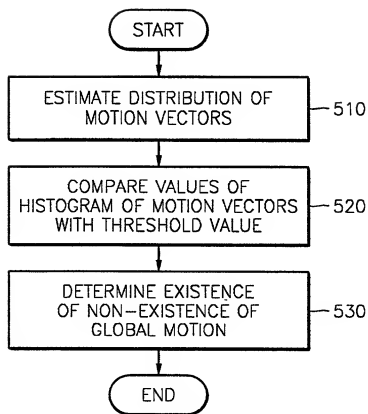 START
ESTIMATE DISTRIBUTION OF
MOTION VECTORS
510
COMPARE VALUES OF
HISTOGRAM OF MOTION VECTORS
WITH THRESHOLD VALUE
520
DETERMINE EXISTENCE
OF NON-EXISTENCE OF
GLOBAL MOTION
530
END